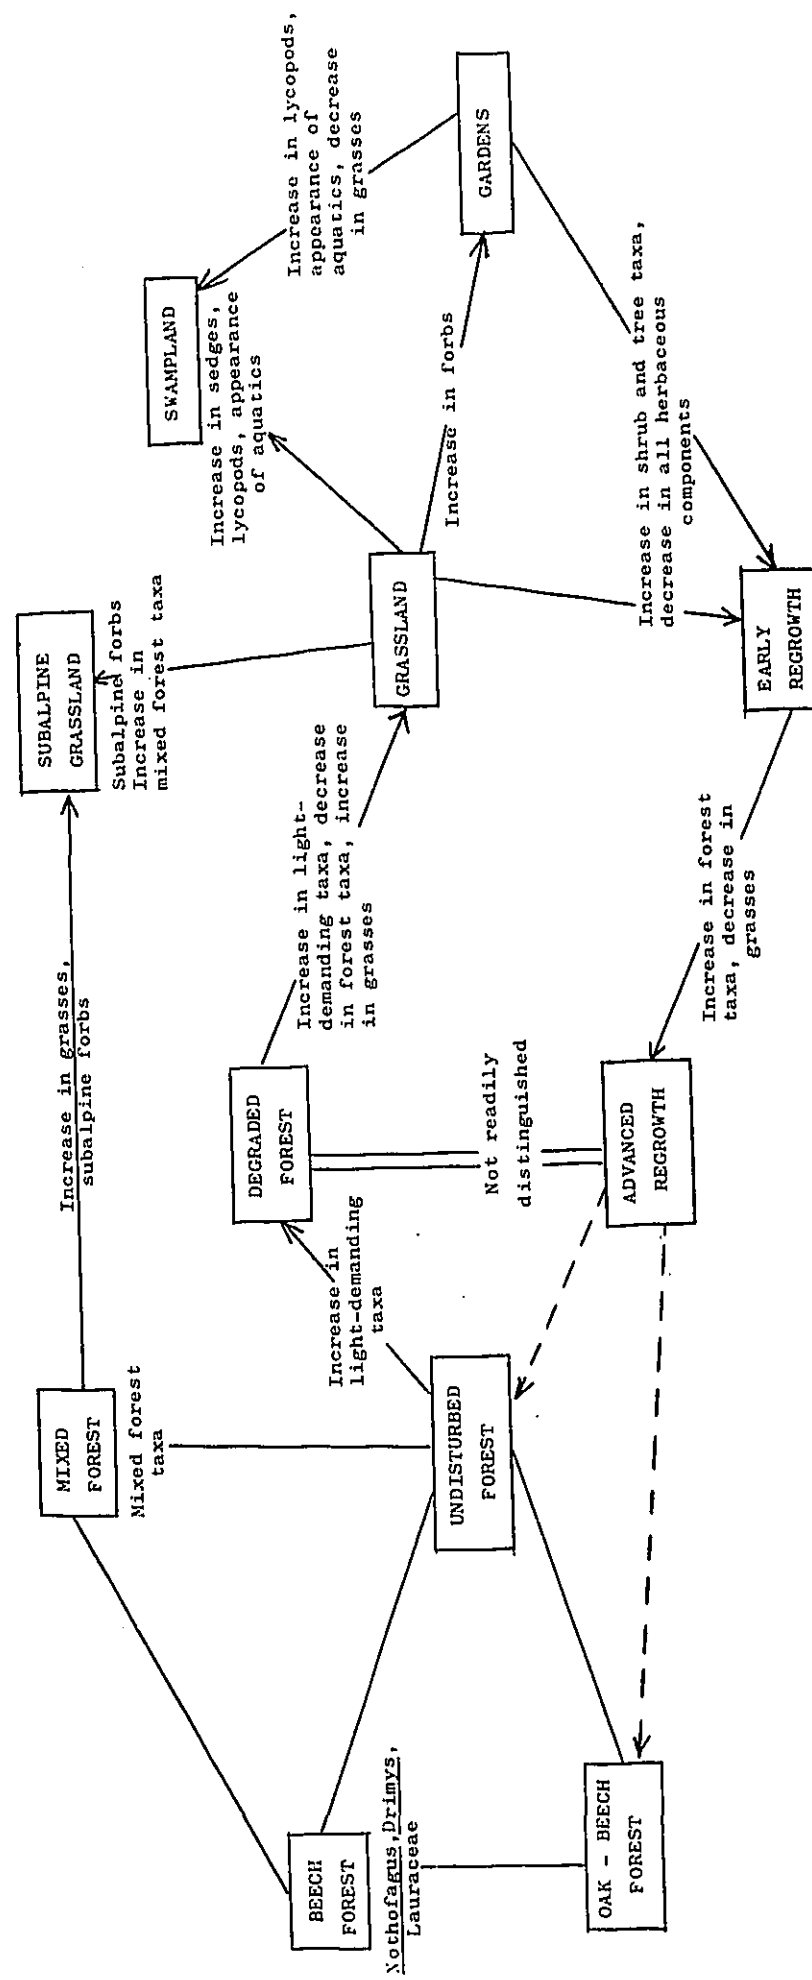 MIXED
FOREST
Mixed forest
taxa
Increase in grasses,
subalpine forbs
SUBALPINE
GRASSLAND
Subalpine forbs
Increase in
mixed forest taxa
SWAMPLAND
Increase in sedges,
lycopods, appearance
of aquatics
Increase in lycopods,
appearance of
aquatics, decrease
in grasses
BEECH
FOREST
Nothofagus, Drimys,
Lauraceae
UNDISTURBED
FOREST
Increase in
light-demanding
taxa
DEGRADED
FOREST
Increase in light-
demanding taxa, decrease
in forest taxa, increase
in grasses
GRASSLAND
Increase in forbs
GARDENS
Not readily
distinguished
OAK - BEECH
FOREST
ADVANCED
REGROWTH
Increase in forest
taxa, decrease in
grasses
EARLY
REGROWTH
Increase in shrub and tree taxa,
decrease in all herbaceous
components